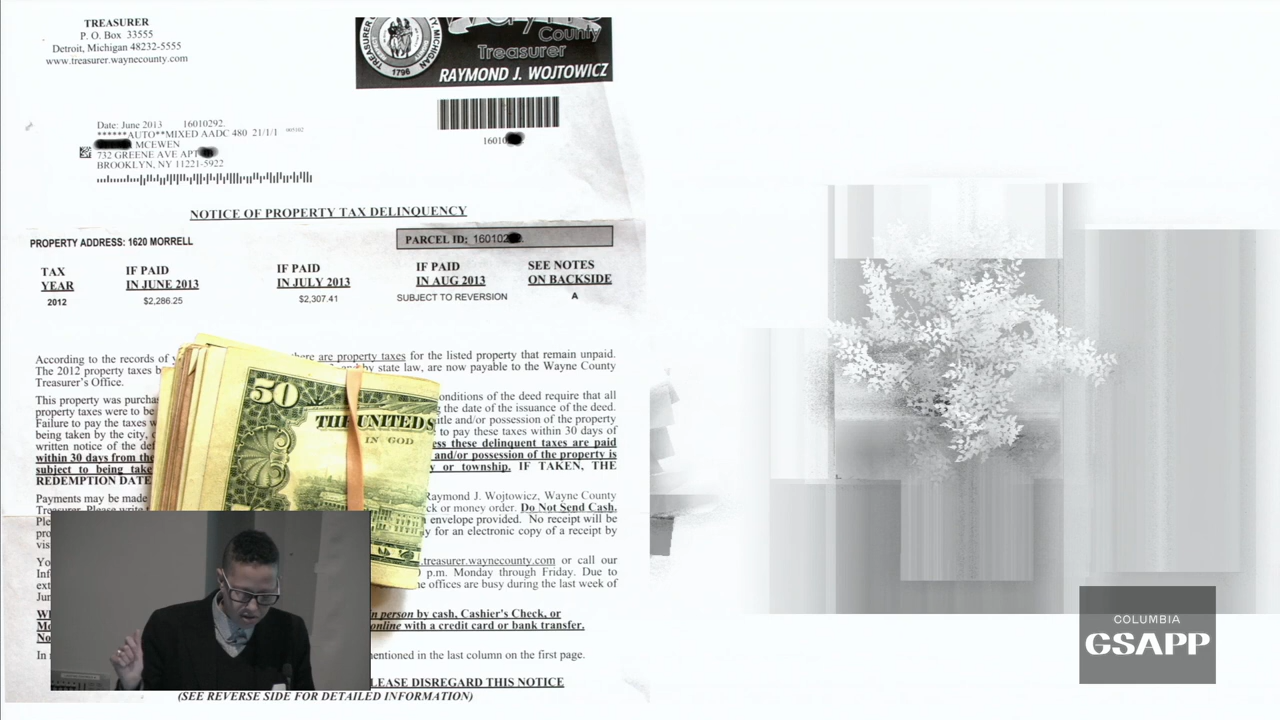 TREASURER
P. O. Box 33555
Detroit, Michigan 48232-5555
www.treasurer.waynecounty.com
TREASURER
MICHIGAN
1796
County
Treasurer
RAYMOND J. WOJTOWICZ
Date: June 2013 16010292.
******AUTO**MIXED AADC 480 21/1/1
MCEWEN
732 GREENE AVE APT
BROOKLYN, NY 11221-5922
16010
NOTICE OF PROPERTY TAX DELINQUENCY
PROPERTY ADDRESS: 1620 MORRELL
PARCEL ID: 160102
TAX YEAR
IF PAID IN JUNE 2013
IF PAID IN JULY 2013
IF PAID IN AUG 2013
SEE NOTES ON BACKSIDE
2012 $2,286.25 $2,307.41 SUBJECT TO REVERSION A
According to the records of there are property taxes for the listed property that remain unpaid.
The 2012 property taxes by state law, are now payable to the Wayne County
Treasurer's Office.
This property was onditions of the deed require that all
property taxes were to be g the date of the issuance of the deed.
Failure to pay the taxes itle and/or possession of the property
being taken by the city, e to pay these taxes within 30 days of
written notice of the ss these delinquent taxes are paid
within 30 days from the and/or possession of the property is
subject to being y or township. IF TAKEN, THE
REDEMPTION DATE
Payments may be made Raymond J. Wojtowicz, Wayne County
Treasurer. Please ck or money order. Do Not Send Cash.
envelope provided. No receipt will be
y for an electronic copy of a receipt by
.treasurer.waynecounty.com or call our
p.m. Monday through Friday. Due to
e offices are busy during the last week of
n person by cash, Cashier's Check, or
online with a credit card or bank transfer.
In mentioned in the last column on the first page.
LEASE DISREGARD THIS NOTICE
(SEE REVERSE SIDE FOR DETAILED INFORMATION)
50
THE UNITED S
IN GOD
COLUMBIA
GSAPP